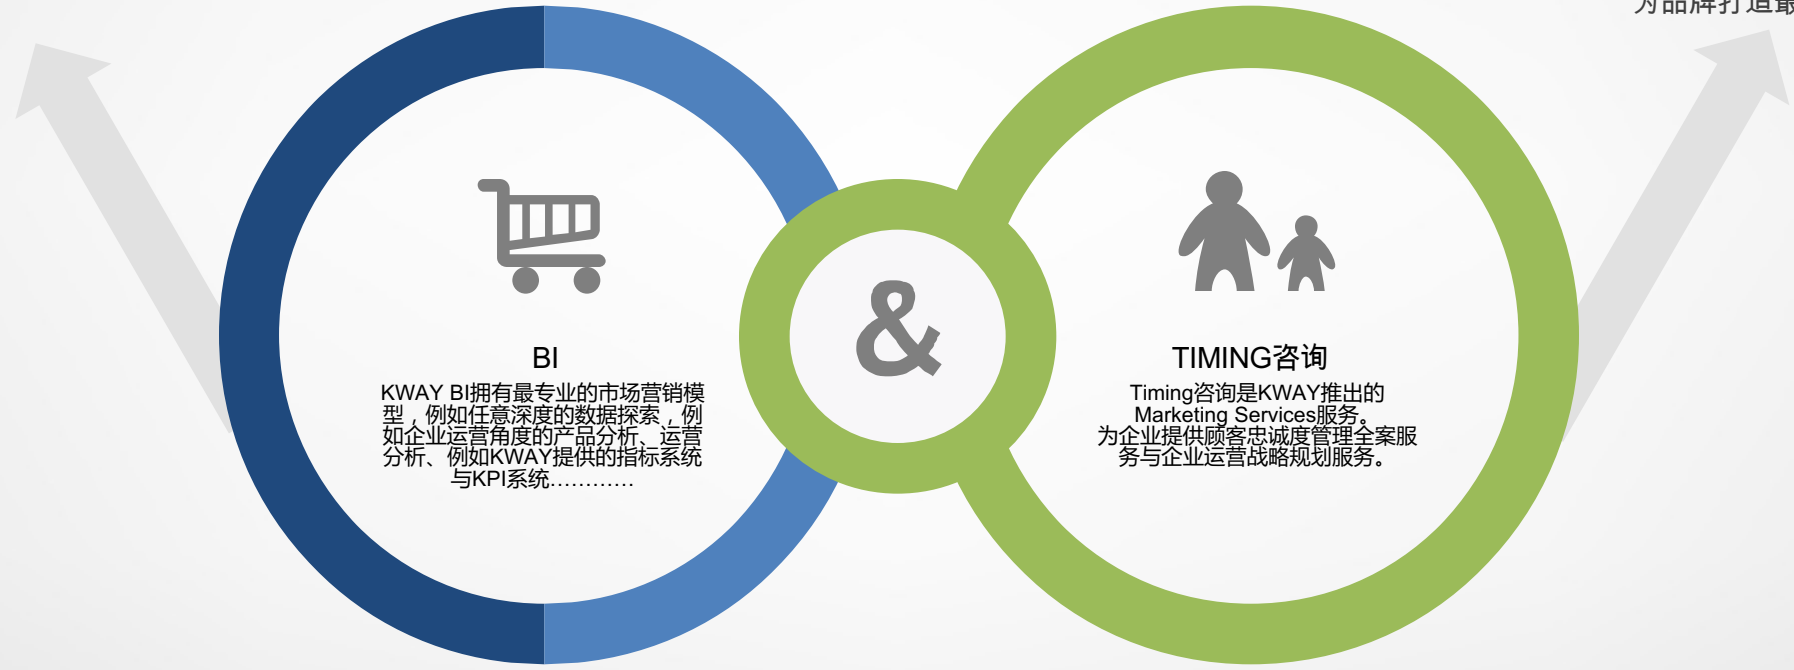 为品牌打造最
&
BI
KWAY BI拥有最专业的市场营销模
型，例如任意深度的数据探索，例
如企业运营角度的产品分析、运营
分析、例如KWAY提供的指标系统
与KPI系统…………
TIMING咨询
Timing咨询是KWAY推出的
Marketing Services服务。
为企业提供顾客忠诚度管理全案服
务与企业运营战略规划服务。